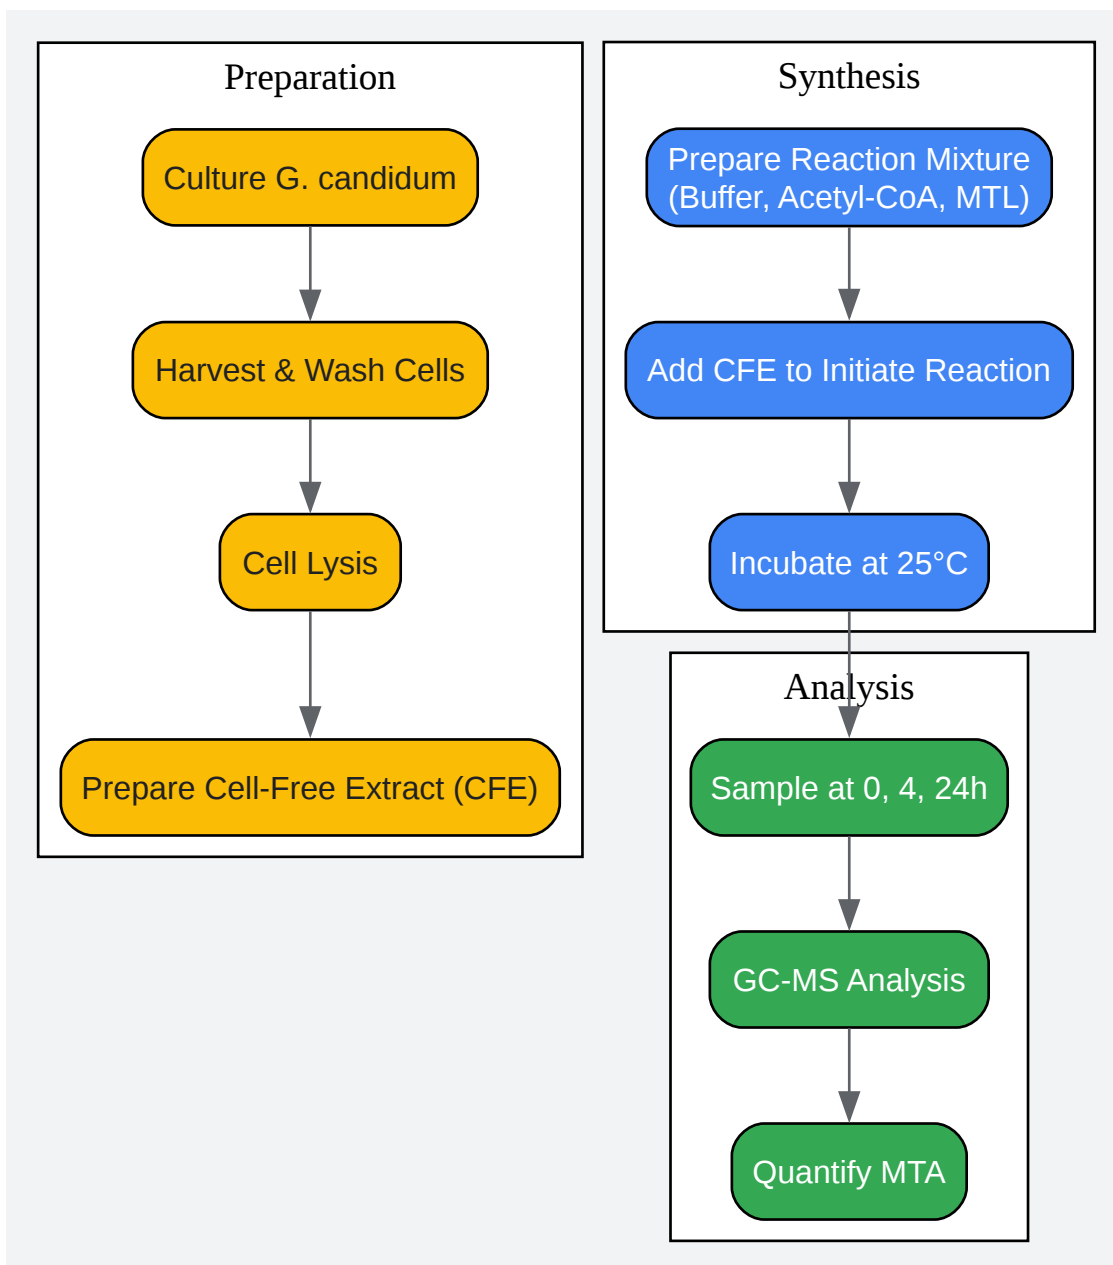 Preparation
Culture G. candidum
Harvest & Wash Cells
Cell Lysis
Prepare Cell-Free Extract (CFE)
Synthesis
Prepare Reaction Mixture
(Buffer, Acetyl-CoA, MTL)
Add CFE to Initiate Reaction
Incubate at 25°C
Analysis
Sample at 0, 4, 24h
GC-MS Analysis
Quantify MTA